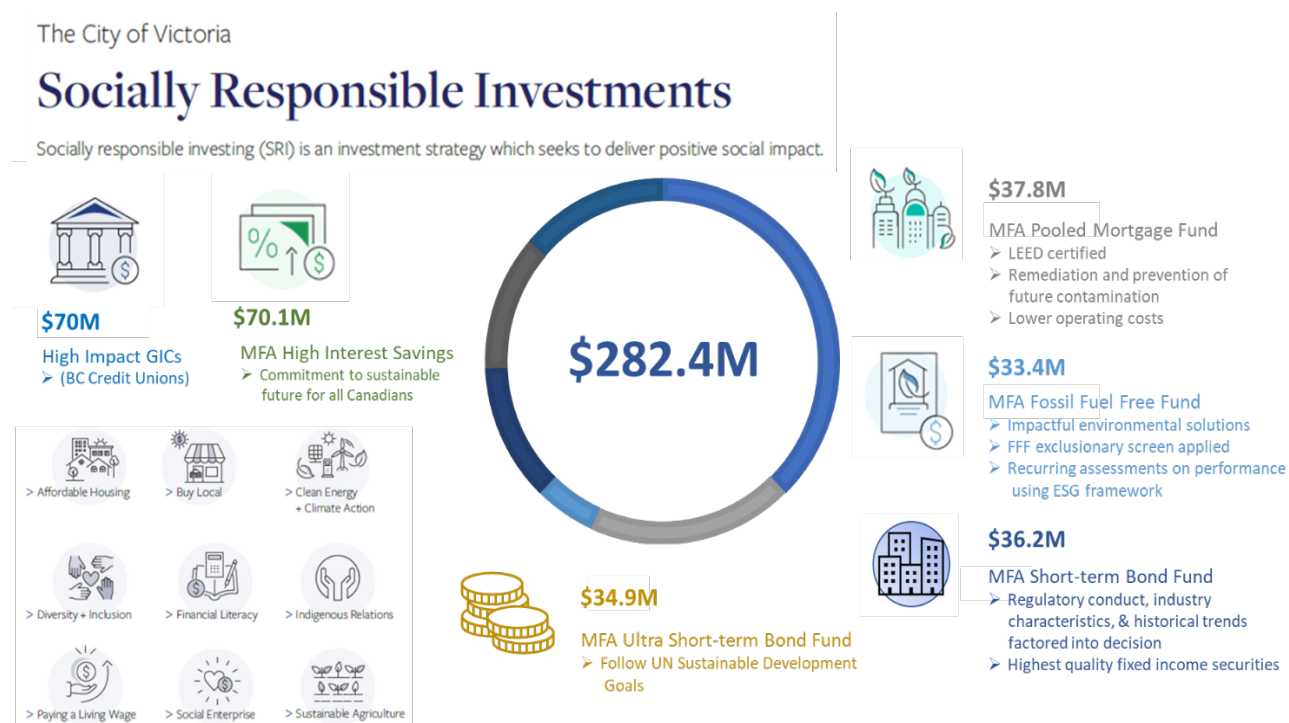 The City of Victoria
Socially Responsible Investments
Socially responsible investing (SRI) is an investment strategy which seeks to deliver positive social impact.
$
$70M
High Impact GICs
➢ (BC Credit Unions)
%
$
$70.1M
MFA High Interest Savings
➢ Commitment to sustainable
future for all Canadians
> Affordable Housing
$
> Buy Local
> Clean Energy
+ Climate Action
> Diversity + Inclusion
$
> Financial Literacy
> Indigenous Relations
$
> Paying a Living Wage
$
> Social Enterprise
> Sustainable Agriculture
$282.4M
$34.9M
MFA Ultra Short-term Bond Fund
➢ Follow UN Sustainable Development
Goals
$37.8M
MFA Pooled Mortgage Fund
➢ LEED certified
➢ Remediation and prevention of
future contamination
➢ Lower operating costs
$
$33.4M
MFA Fossil Fuel Free Fund
➢ Impactful environmental solutions
➢ FFF exclusionary screen applied
➢ Recurring assessments on performance
using ESG framework
$36.2M
MFA Short-term Bond Fund
➢ Regulatory conduct, industry
characteristics, & historical trends
factored into decision
➢ Highest quality fixed income securities